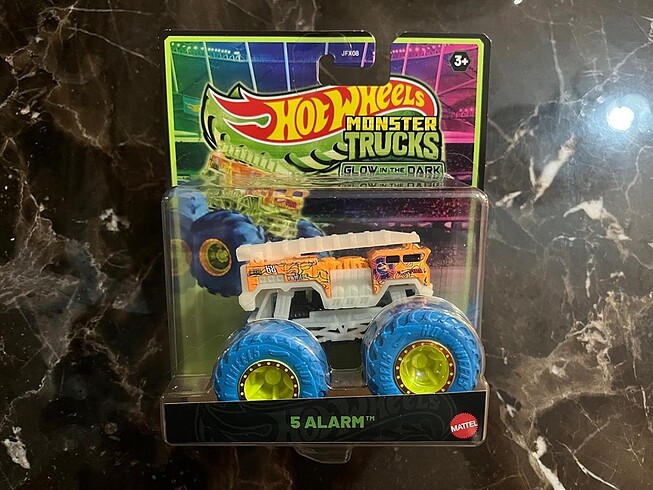 JFX08
3+
HOT WHEELS
MONSTER
TRUCKS
GLOW IN THE DARK
5 ALARM™
MATTEL